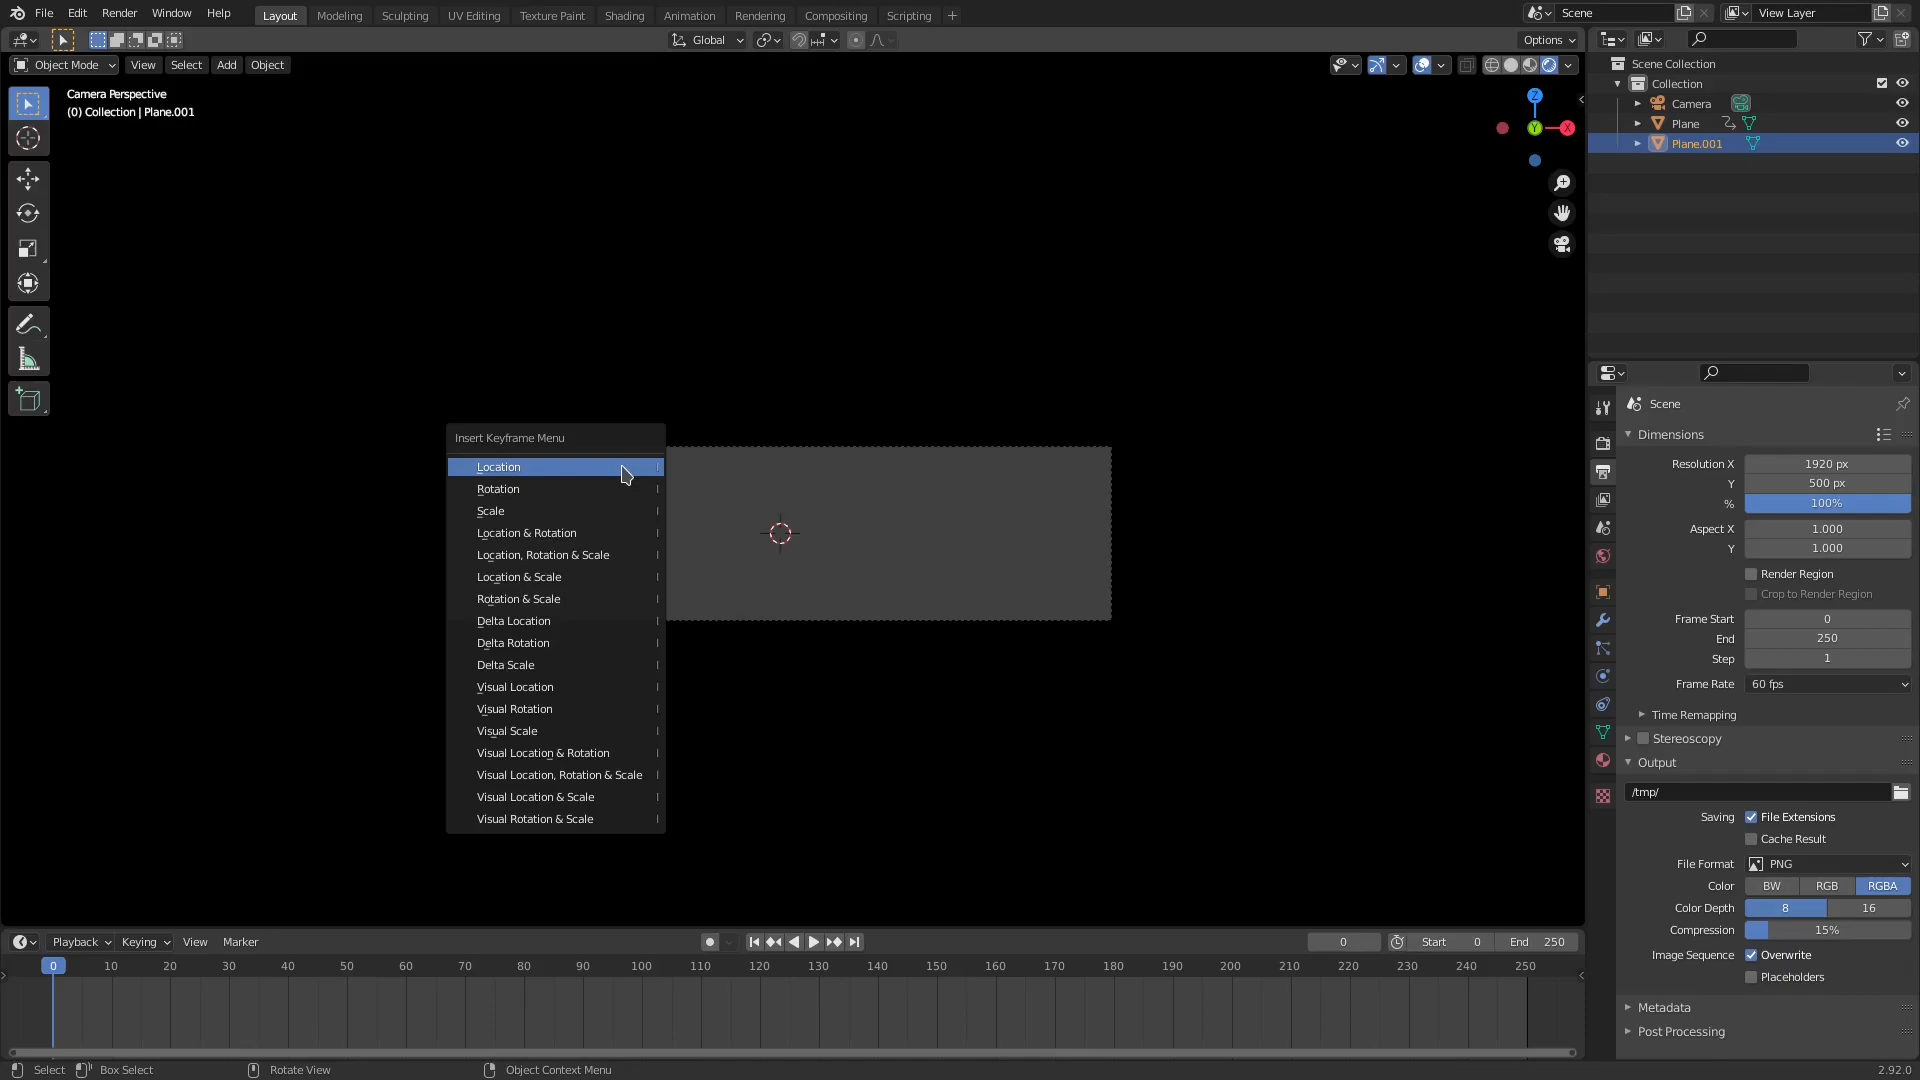 File Edit Render Window Help Layout Modeling Sculpting UV Editing Texture Paint Shading Animation Rendering Compositing Scripting + Scene View Layer
Global Options
Object Mode View Select Add Object
Camera Perspective
(0) Collection | Plane.001
Z
Y
X
Scene Collection
Collection
Camera
Plane
Plane.001
Insert Keyframe Menu
Location I
Rotation I
Scale I
Location & Rotation I
Location, Rotation & Scale I
Location & Scale I
Rotation & Scale I
Delta Location I
Delta Rotation I
Delta Scale I
Visual Location I
Visual Rotation I
Visual Scale I
Visual Location & Rotation I
Visual Location, Rotation & Scale I
Visual Location & Scale I
Visual Rotation & Scale I
Scene
Dimensions
Resolution X 1920 px
Y 500 px
% 100%
Aspect X 1.000
Y 1.000
Render Region
Crop to Render Region
Frame Start 0
End 250
Step 1
Frame Rate 60 fps
Time Remapping
Stereoscopy
Output
/tmp/
Saving File Extensions
Cache Result
File Format PNG
Color BW RGB RGBA
Color Depth 8 16
Compression 15%
Image Sequence Overwrite
Placeholders
Metadata
Post Processing
Playback Keying View Marker 0 Start 0 End 250
0 10 20 30 40 50 60 70 80 90 100 110 120 130 140 150 160 170 180 190 200 210 220 230 240 250
Select Box Select Rotate View Object Context Menu 2.92.0